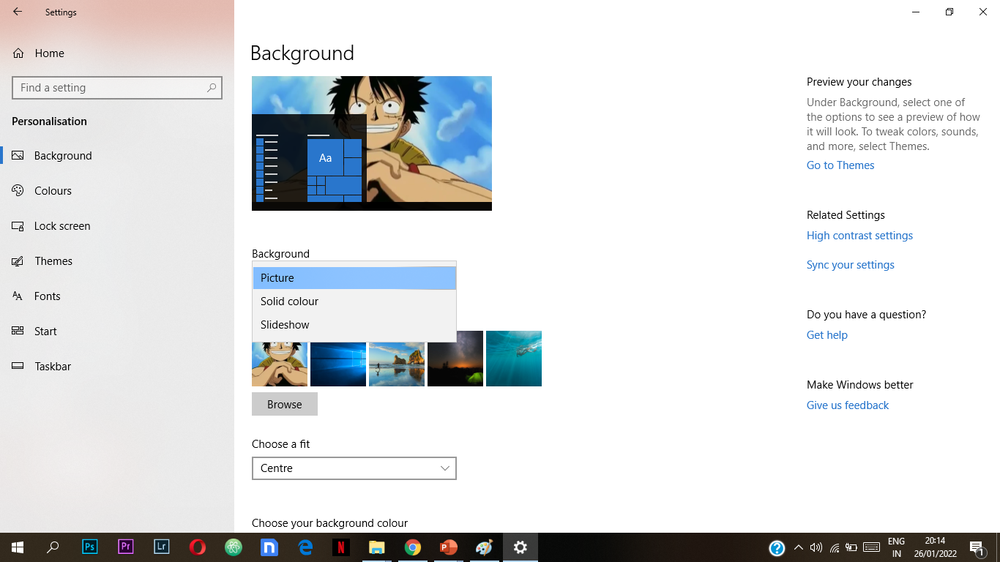 Settings
Home
Find a setting
Personalisation
Background
Colours
Lock screen
Themes
Fonts
Start
Taskbar
Background
Aa
Background
Picture
Solid colour
Slideshow
Browse
Choose a fit
Centre
Choose your background colour
Preview your changes
Under Background, select one of
the options to see a preview of how
it will look. To tweak colors, sounds,
and more, select Themes.
Go to Themes
Related Settings
High contrast settings
Sync your settings
Do you have a question?
Get help
Make Windows better
Give us feedback
Ps
Pr
Lr
n
e
N
P
?
ENG
IN
20:14
26/01/2022
1